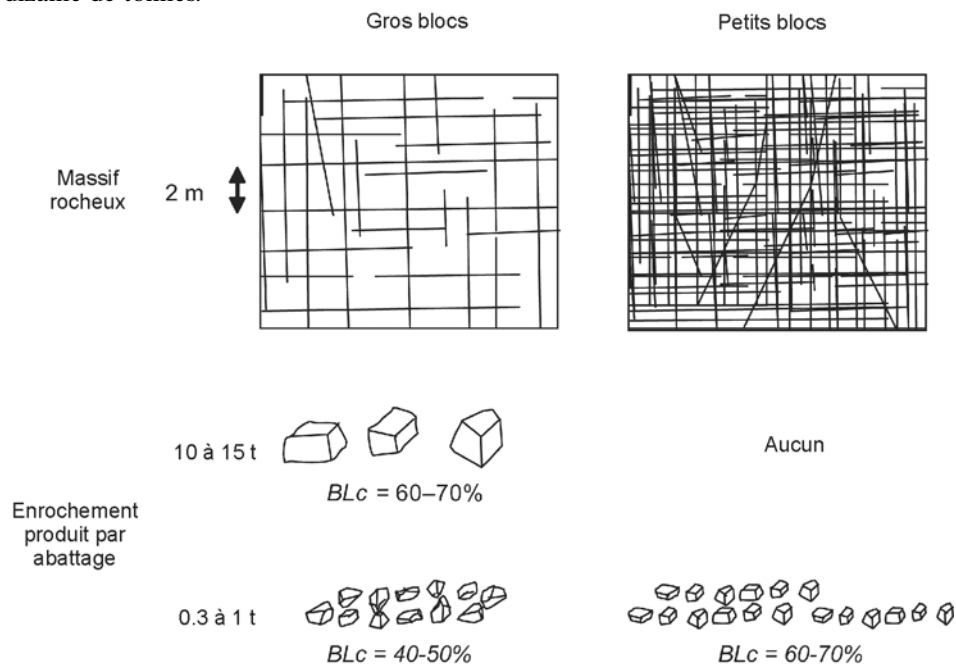 Gros blocs
Petits blocs
Massif
rocheux
2 m
10 à 15 t
Aucun
BLc = 60–70%
Enrochement
produit par
abattage
0.3 à 1 t
BLc = 40-50%
BLc = 60-70%